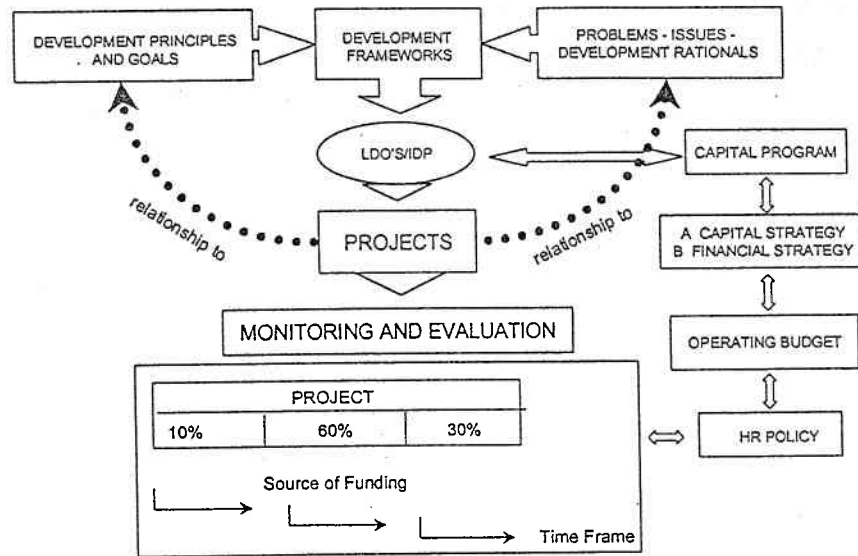 DEVELOPMENT PRINCIPLES
AND GOALS
DEVELOPMENT
FRAMEWORKS
PROBLEMS - ISSUES -
DEVELOPMENT RATIONALS
LDO'S/IDP
CAPITAL PROGRAM
relationship to
PROJECTS
relationship to
A CAPITAL STRATEGY
B FINANCIAL STRATEGY
MONITORING AND EVALUATION
OPERATING BUDGET
PROJECT
10% 60% 30%
HR POLICY
Source of Funding
Time Frame